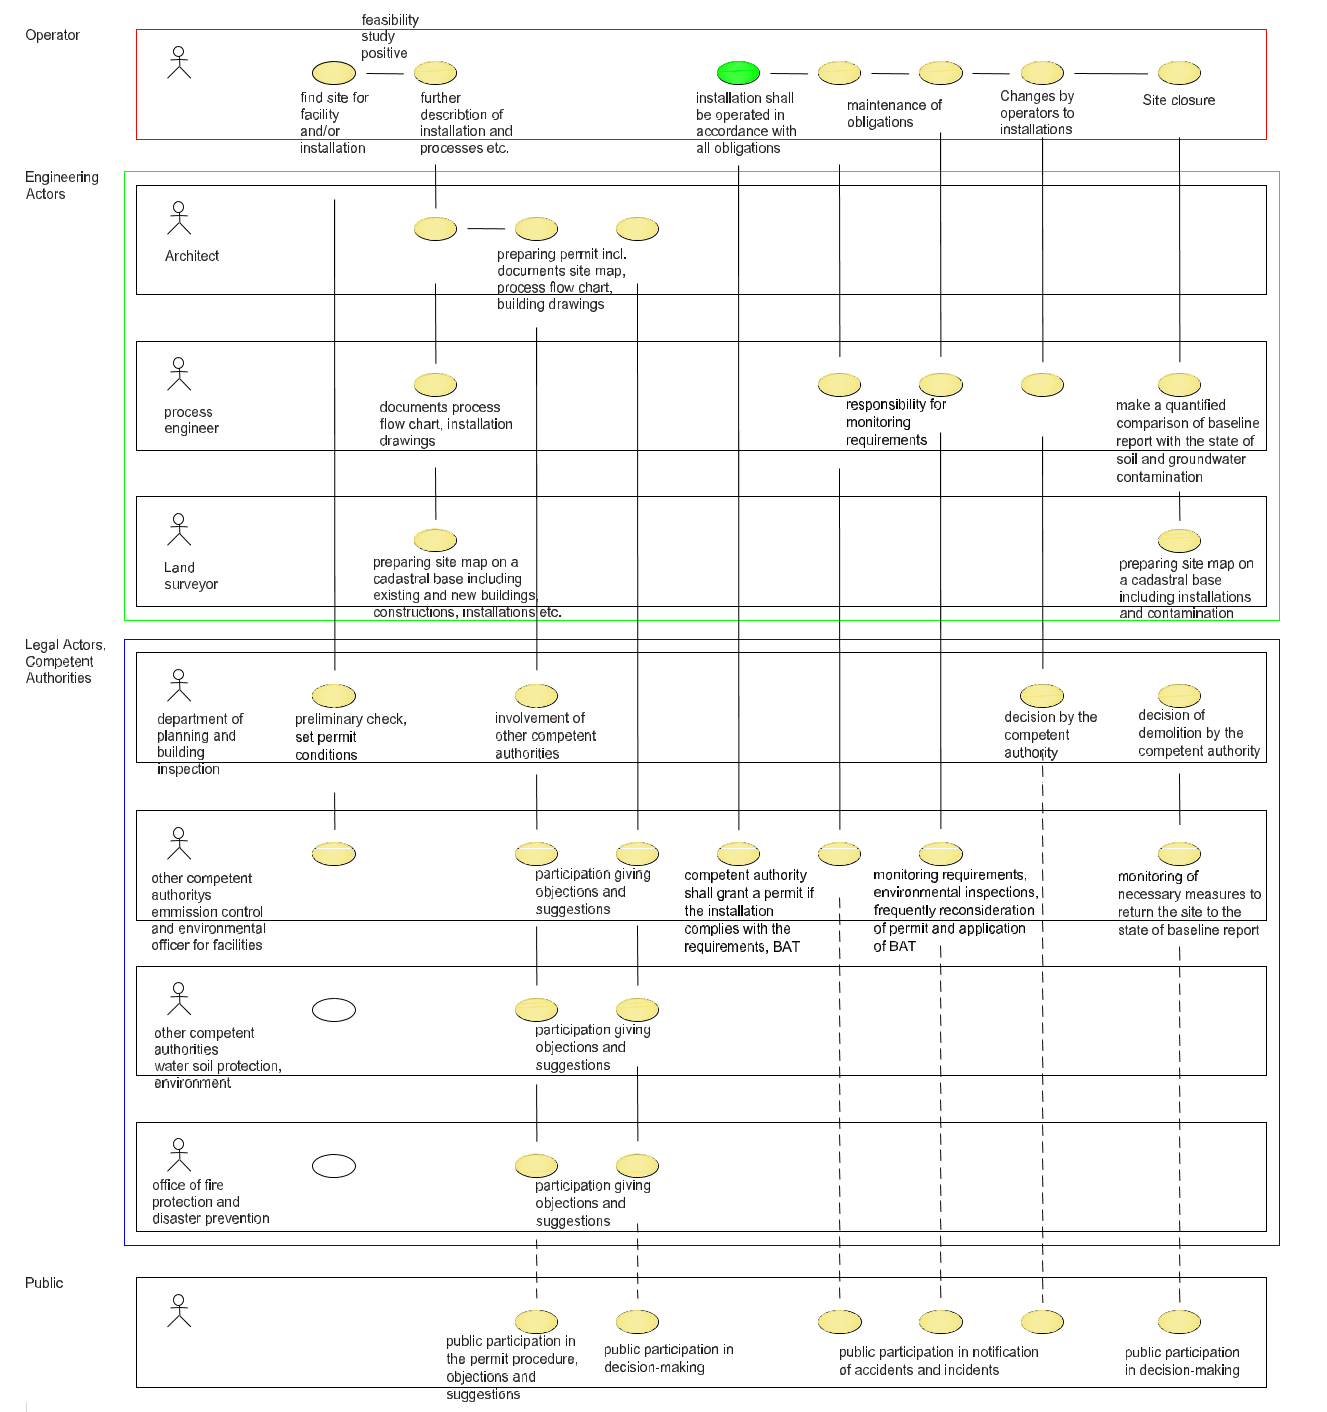 feasibility
study
positive
Operator
find site for
facility
and/or
installation
further
describtion of
installation and
processes etc.
installation shall
be operated in
accordance with
all obligations
maintenance of
obligations
Changes by
operators to
installations
Site closure
Engineering
Actors
Architect
preparing permit incl.
documents site map,
process flow chart,
building drawings
process
engineer
documents process
flow chart, installation
drawings
responsibility for
monitoring
requirements
make a quantified
comparison of baseline
report with the state of
soil and groundwater
contamination
Land
surveyor
preparing site map on a
cadastral base including
existing and new buildings,
constructions, installations etc.
preparing site map on
a cadastral base
including installations
and contamination
Legal Actors,
Competent
Authorities
department of
planning and
building
inspection
preliminary check,
set permit
conditions
involvement of
other competent
authorities
decision by the
competent
authority
decision of
demolition by the
competent authority
other competent
authoritys
emmission control
and environmental
officer for facilities
participation giving
objections and
suggestions
competent authority
shall grant a permit if
the installation
complies with the
requirements, BAT
monitoring requirements,
environmental inspections,
frequently reconsideration
of permit and application
of BAT
monitoring of
necessary measures to
return the site to the
state of baseline report
other competent
authorities
water soil protection,
environment
participation giving
objections and
suggestions
office of fire
protection and
disaster prevention
participation giving
objections and
suggestions
Public
public participation in
the permit procedure,
objections and
suggestions
public participation in
decision-making
public participation in notification
of accidents and incidents
public participation
in decision-making